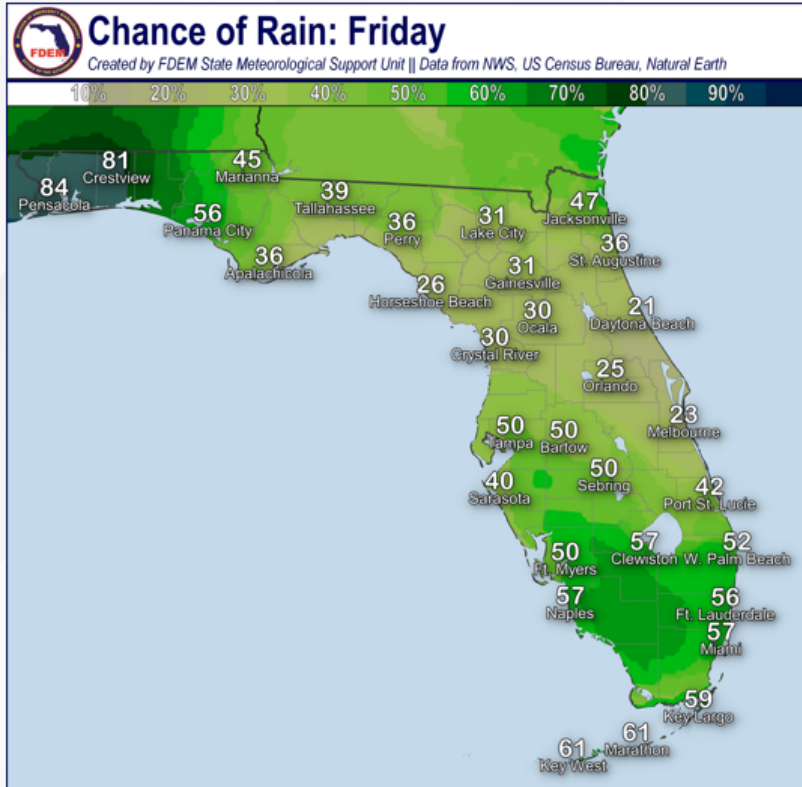 FDEM
Chance of Rain: Friday
Created by FDEM State Meteorological Support Unit || Data from NWS, US Census Bureau, Natural Earth
10% 20% 30% 40% 50% 60% 70% 80% 90%
81
Crestview
45
Marianna
84
Pensacola
39
Tallahassee
56
Panama City
36
Perry
31
Lake City
47
Jacksonville
36
Apalachicola
36
St. Augustine
31
Gainesville
26
Horseshoe Beach
30
Ocala
21
Daytona Beach
30
Crystal River
25
Orlando
23
Melbourne
50
Tampa
50
Bartow
50
Sebring
40
Sarasota
42
Port St. Lucie
50
Ft. Myers
57
Clewiston
52
W. Palm Beach
57
Naples
56
Ft. Lauderdale
57
Miami
59
Key Largo
61
Marathon
61
Key West